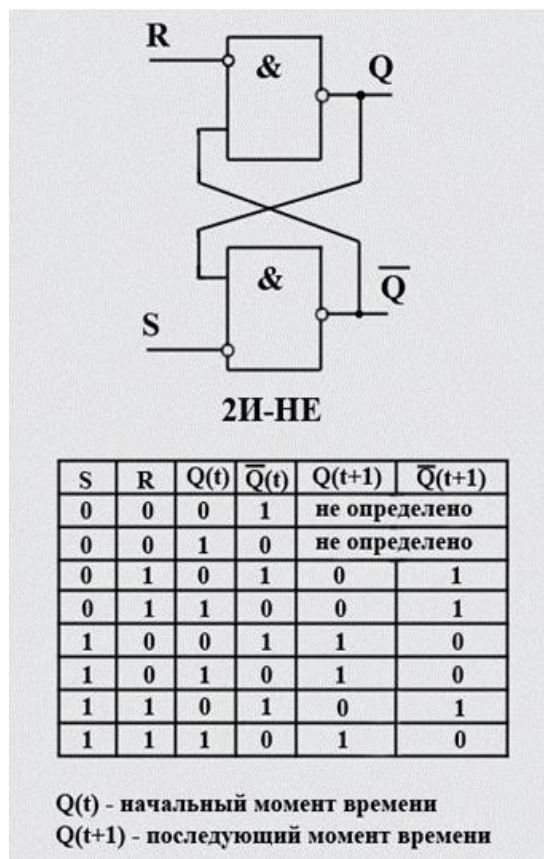 R
&
Q
&
Q̅
S
2И-НЕ
S R Q(t) Q̅(t) Q(t+1) Q̅(t+1)
0 0 0 1 не определено
0 0 1 0 не определено
0 1 0 1 0 1
0 1 1 0 0 1
1 0 0 1 1 0
1 0 1 0 1 0
1 1 0 1 0 1
1 1 1 0 1 0
Q(t) - начальный момент времени
Q(t+1) - последующий момент времени